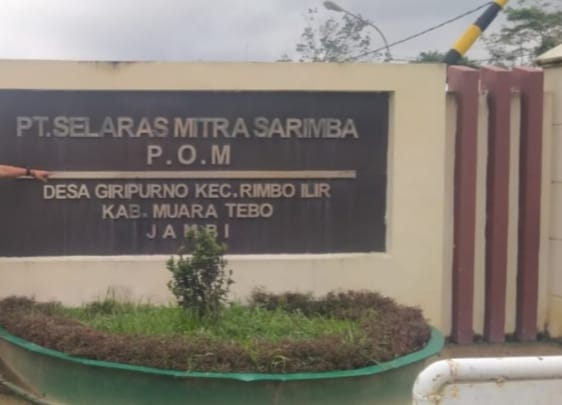 PT.SELARAS MITRA SARIMBA
P.O.M
DESA GIRIPURNO KEC.RIMBO ILIR
KAB. MUARA TEBO
JAMBI